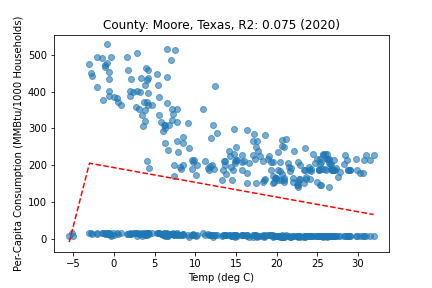 County: Moore, Texas, R2: 0.075 (2020)
Per-Capita Consumption (MMBtu/1000 Households)
500
400
300
200
100
0
−5 0 5 10 15 20 25 30
Temp (deg C)